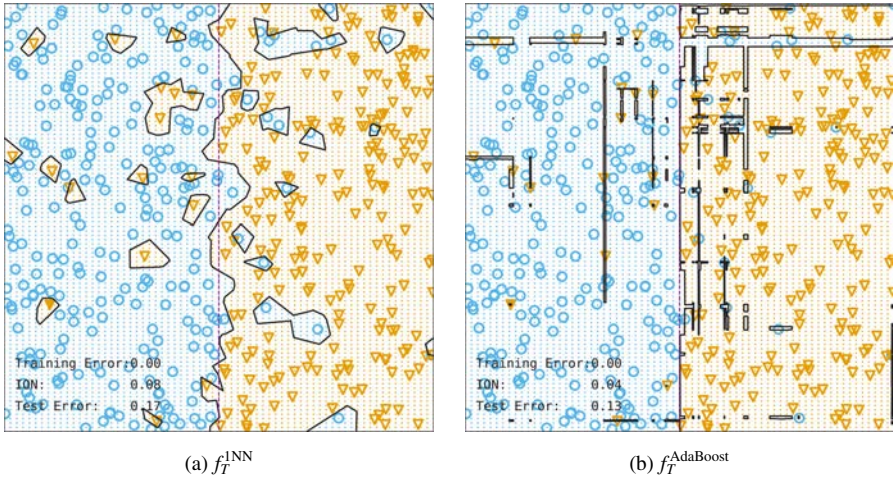 Training Error:0.00
ION: 0.08
Test Error: 0.17
Training Error:0.00
ION: 0.04
Test Error: 0.13
(a) f_T^1NN
(b) f_T^AdaBoost